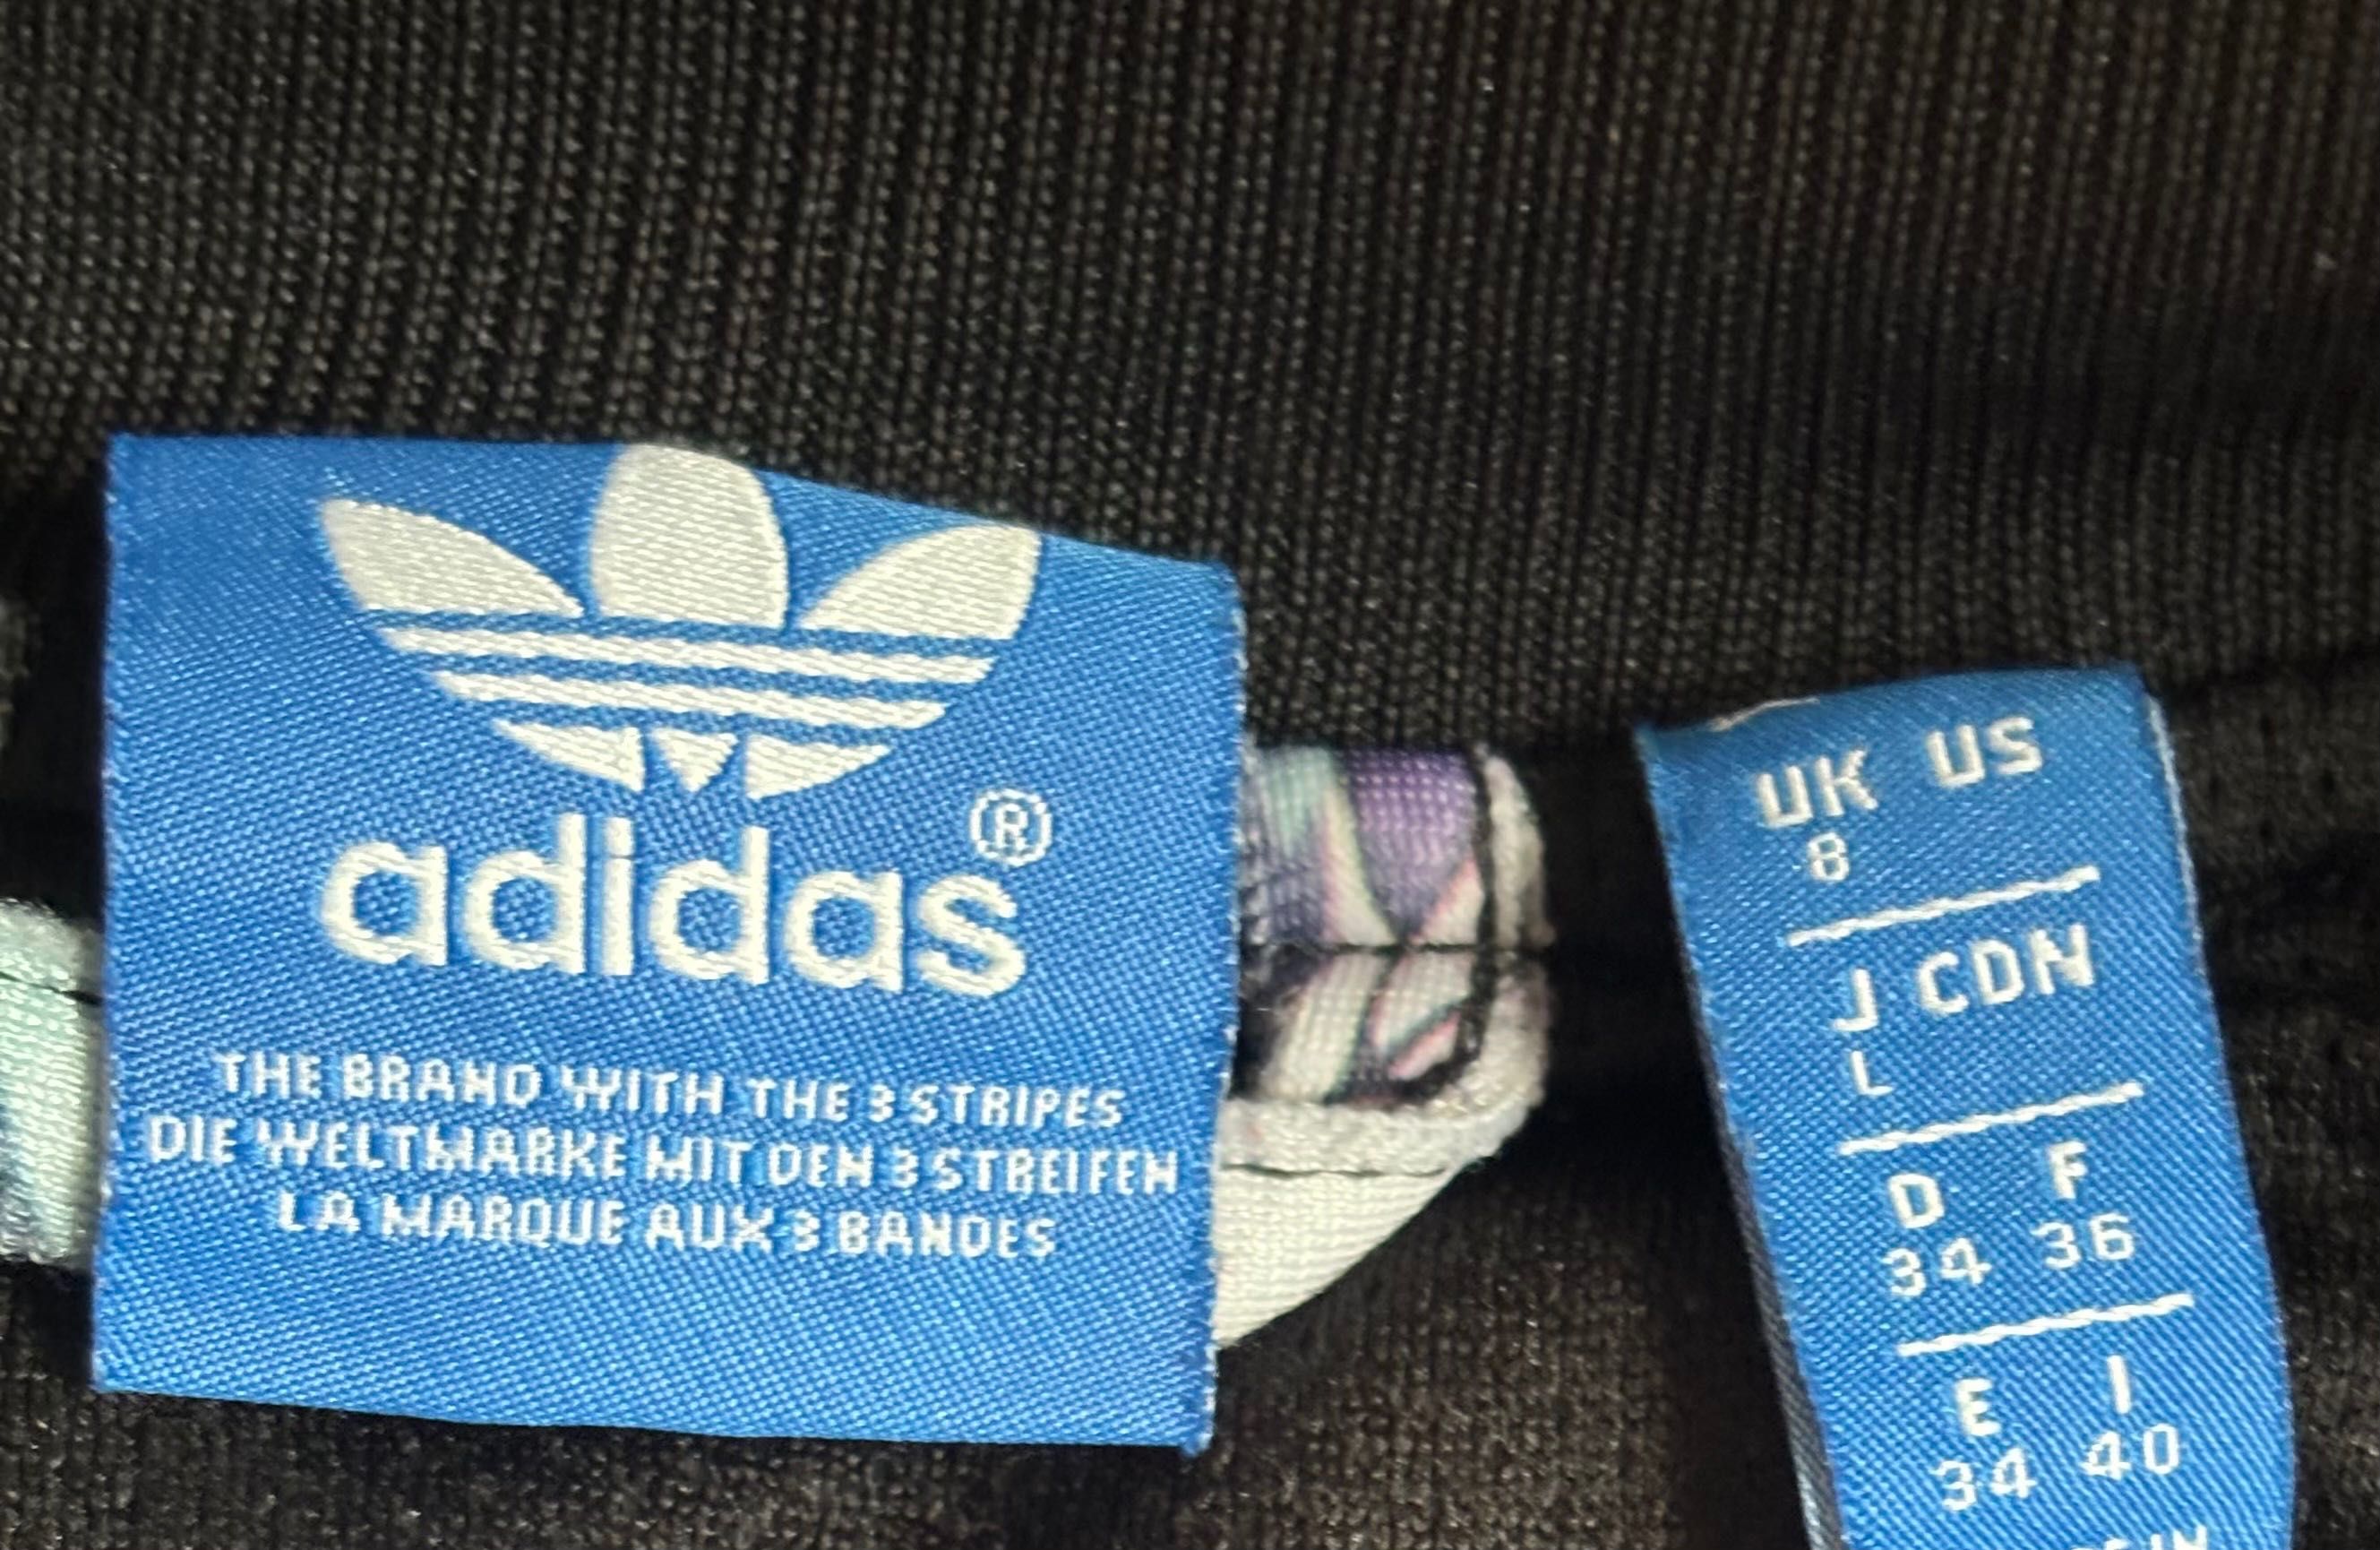 adidas®
THE BRAND WITH THE 3 STRIPES
DIE WELTMARKE MIT DEN 3 STREIFEN
LA MARQUE AUX 3 BANDES
UK US
8
J CDN
L
D F
34 36
E I
34 40